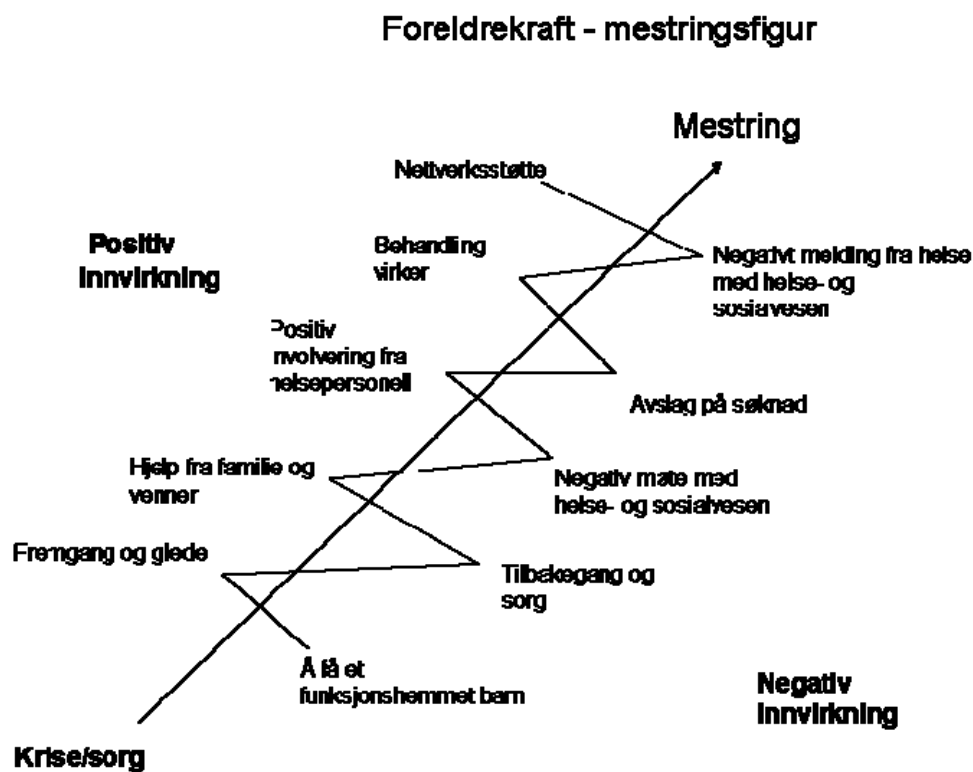 Foreldrekraft - mestringsfigur
Mestring
Nettverksstøtte
Positiv
innvirkning
Behandling
virker
Negativt melding fra helse
med helse- og
sosialvesen
Positiv
involvering fra
helsepersonell
Avslag på søknad
Hjelp fra familie og
venner
Negativ møte med
helse- og sosialvesen
Fremgang og glede
Tilbakegang og
sorg
Å få et
funksjonshemmet barn
Negativ
innvirkning
Krise/sorg